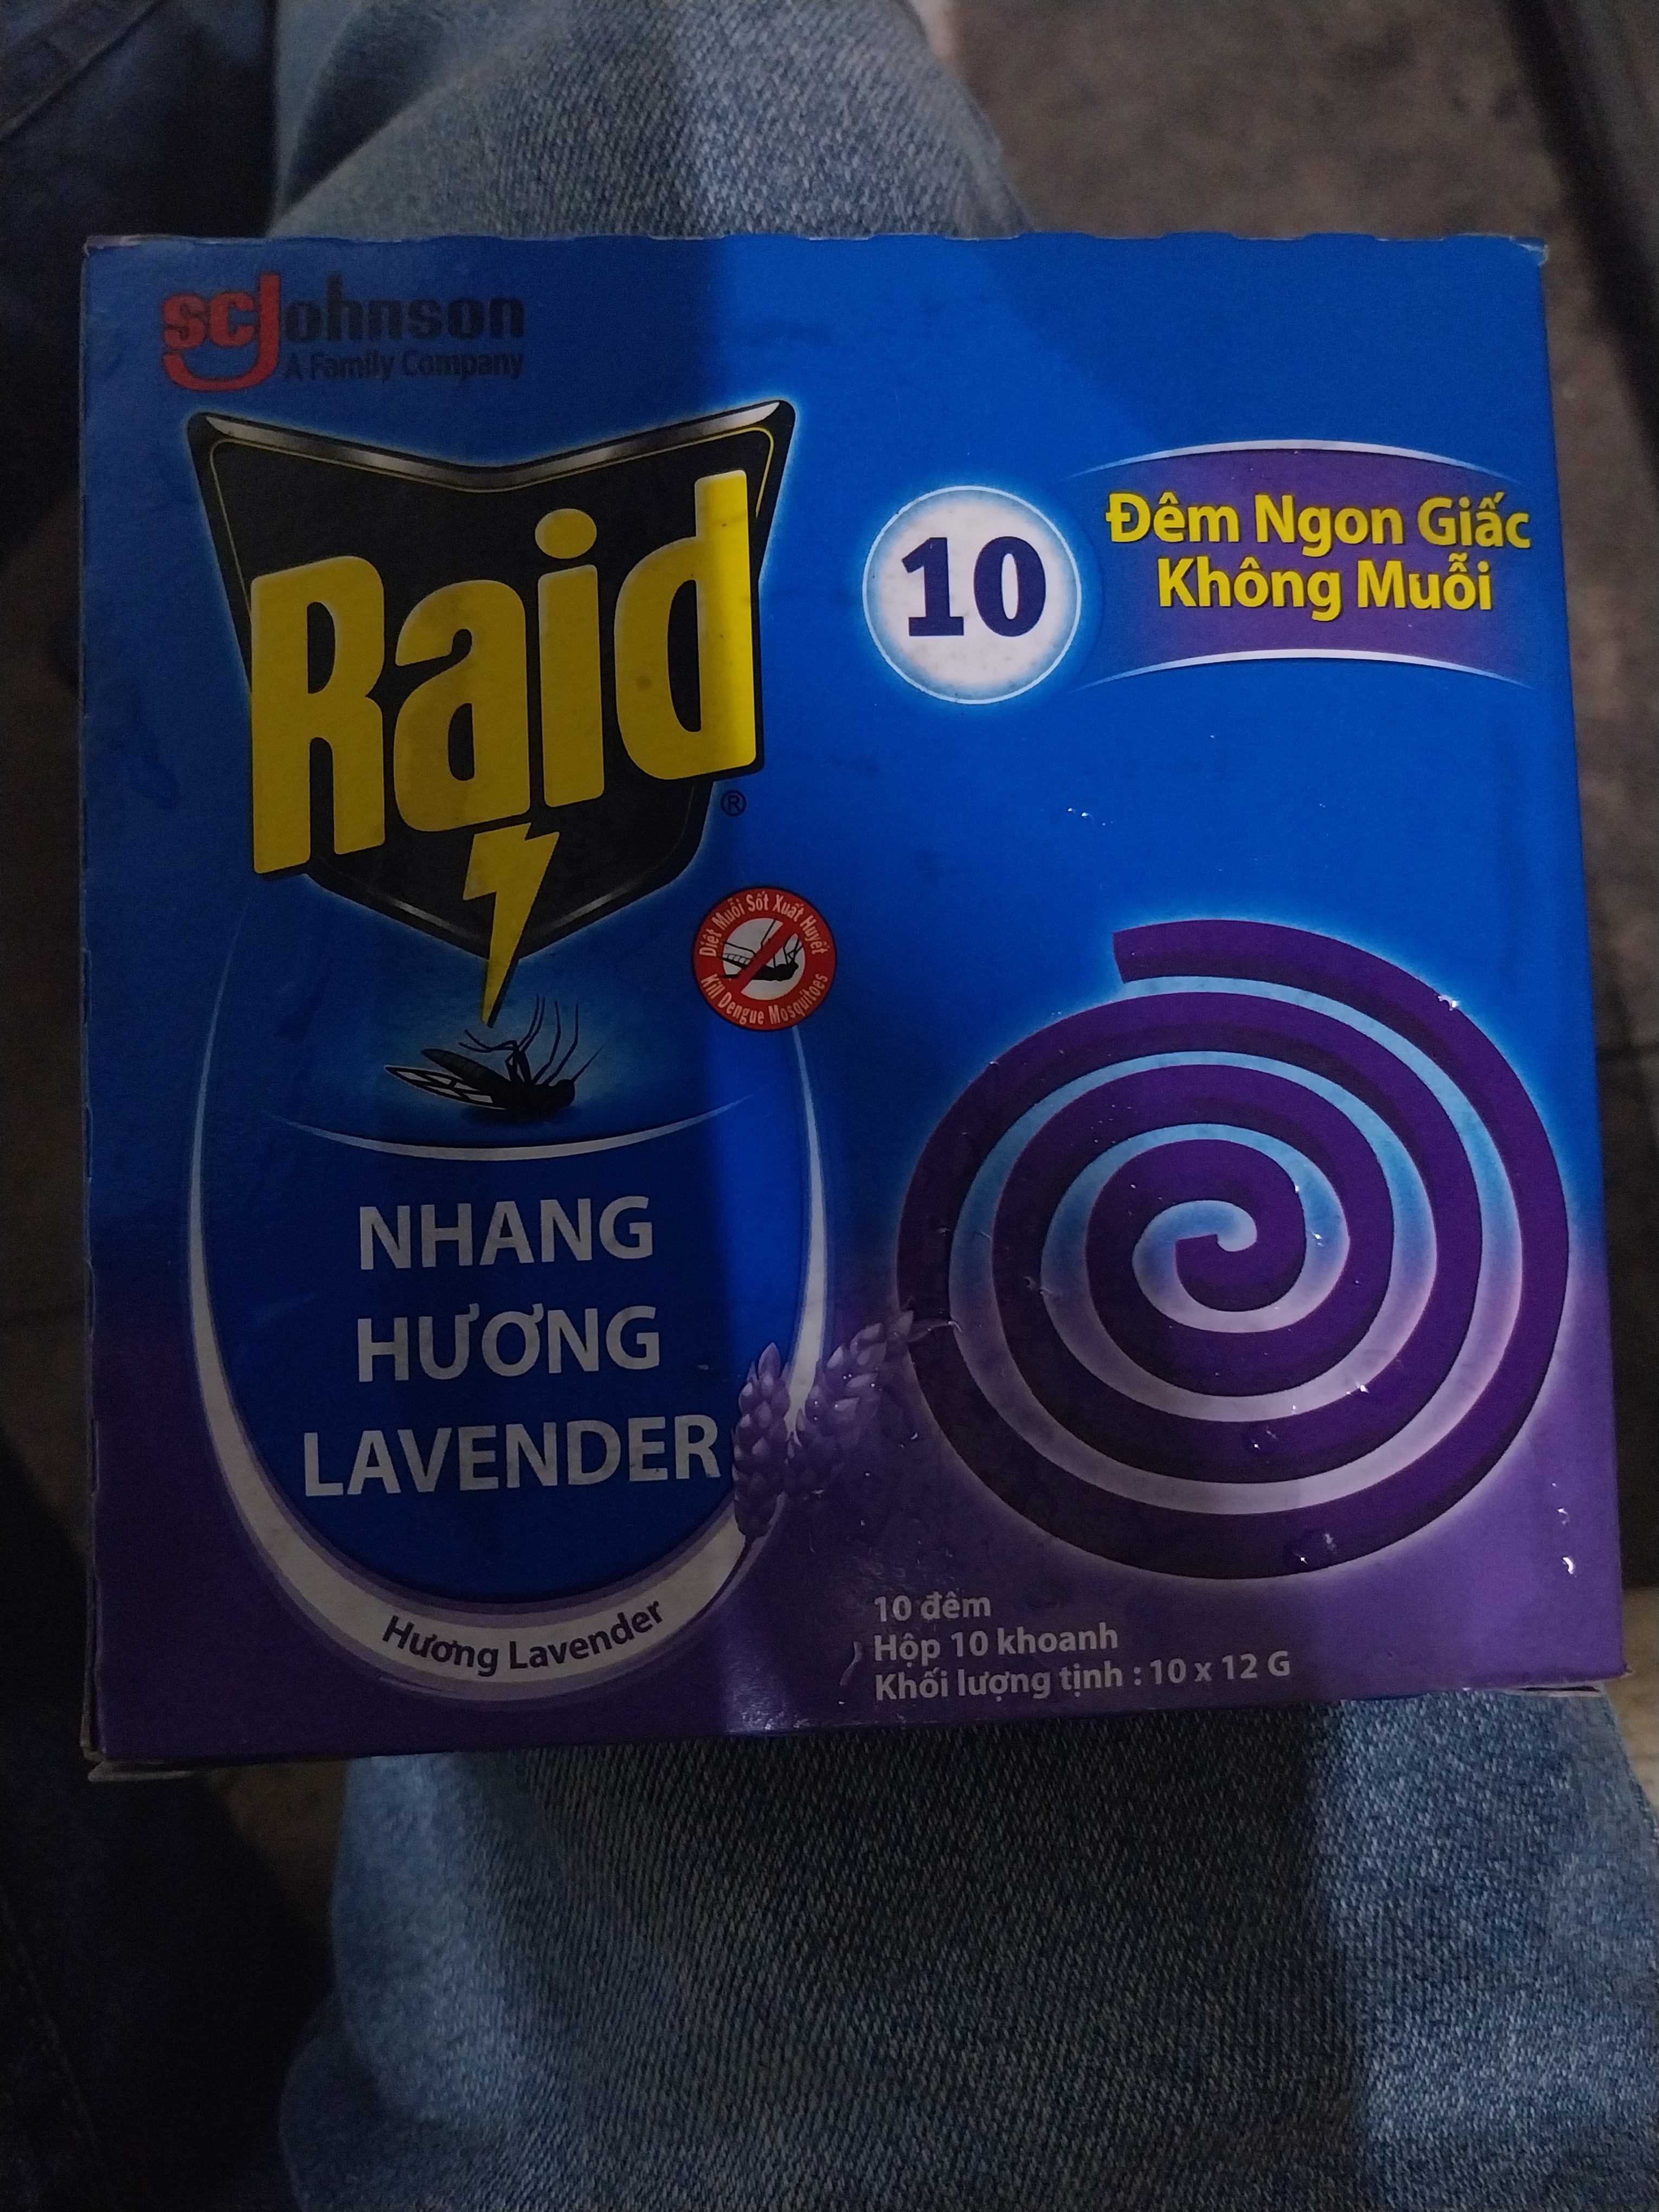 scjohnson
A Family Company
Raid
®
10
Đêm Ngon Giấc
Không Muỗi
Diệt Muỗi Sốt Xuất Huyết
Kill Dengue Mosquitoes
NHANG
HƯƠNG
LAVENDER
Hương Lavender
10 đêm
Hộp 10 khoanh
Khối lượng tịnh : 10 x 12 G